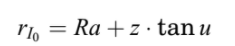 r_{I_0} = Ra + z · tan u